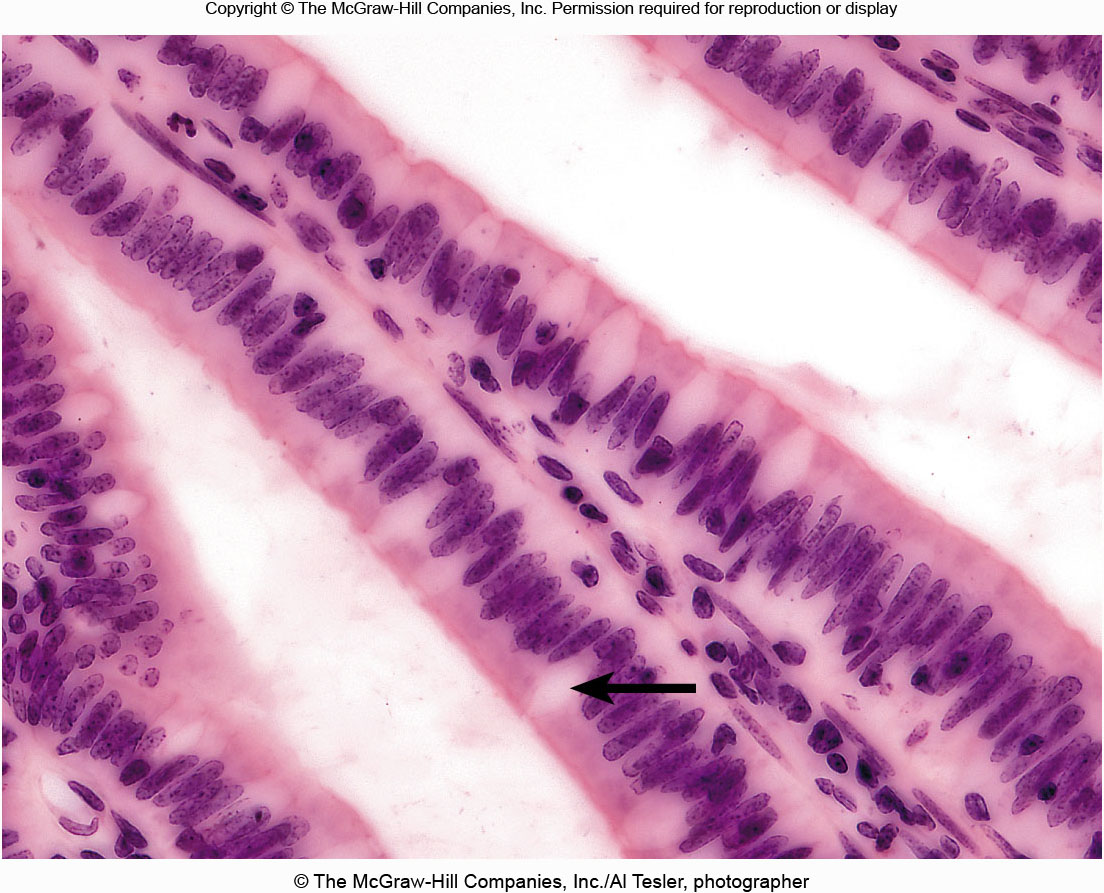 Copyright © The McGraw-Hill Companies, Inc. Permission required for reproduction or display
© The McGraw-Hill Companies, Inc./Al Tesler, photographer